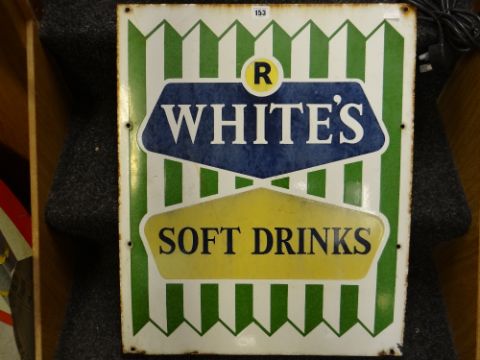 153
R
WHITE'S
SOFT DRINKS